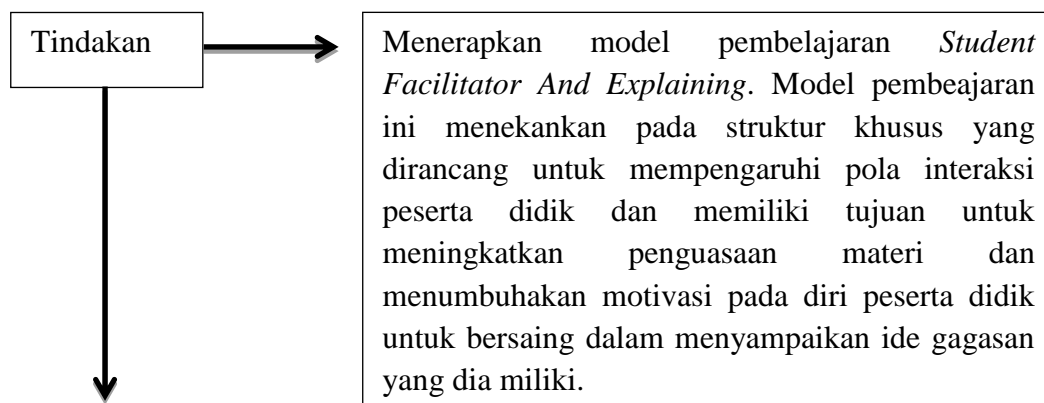 Tindakan
Menerapkan model pembelajaran Student
Facilitator And Explaining. Model pembeajaran
ini menekankan pada struktur khusus yang
dirancang untuk mempengaruhi pola interaksi
peserta didik dan memiliki tujuan untuk
meningkatkan penguasaan materi dan
menumbuhakan motivasi pada diri peserta didik
untuk bersaing dalam menyampaikan ide gagasan
yang dia miliki.